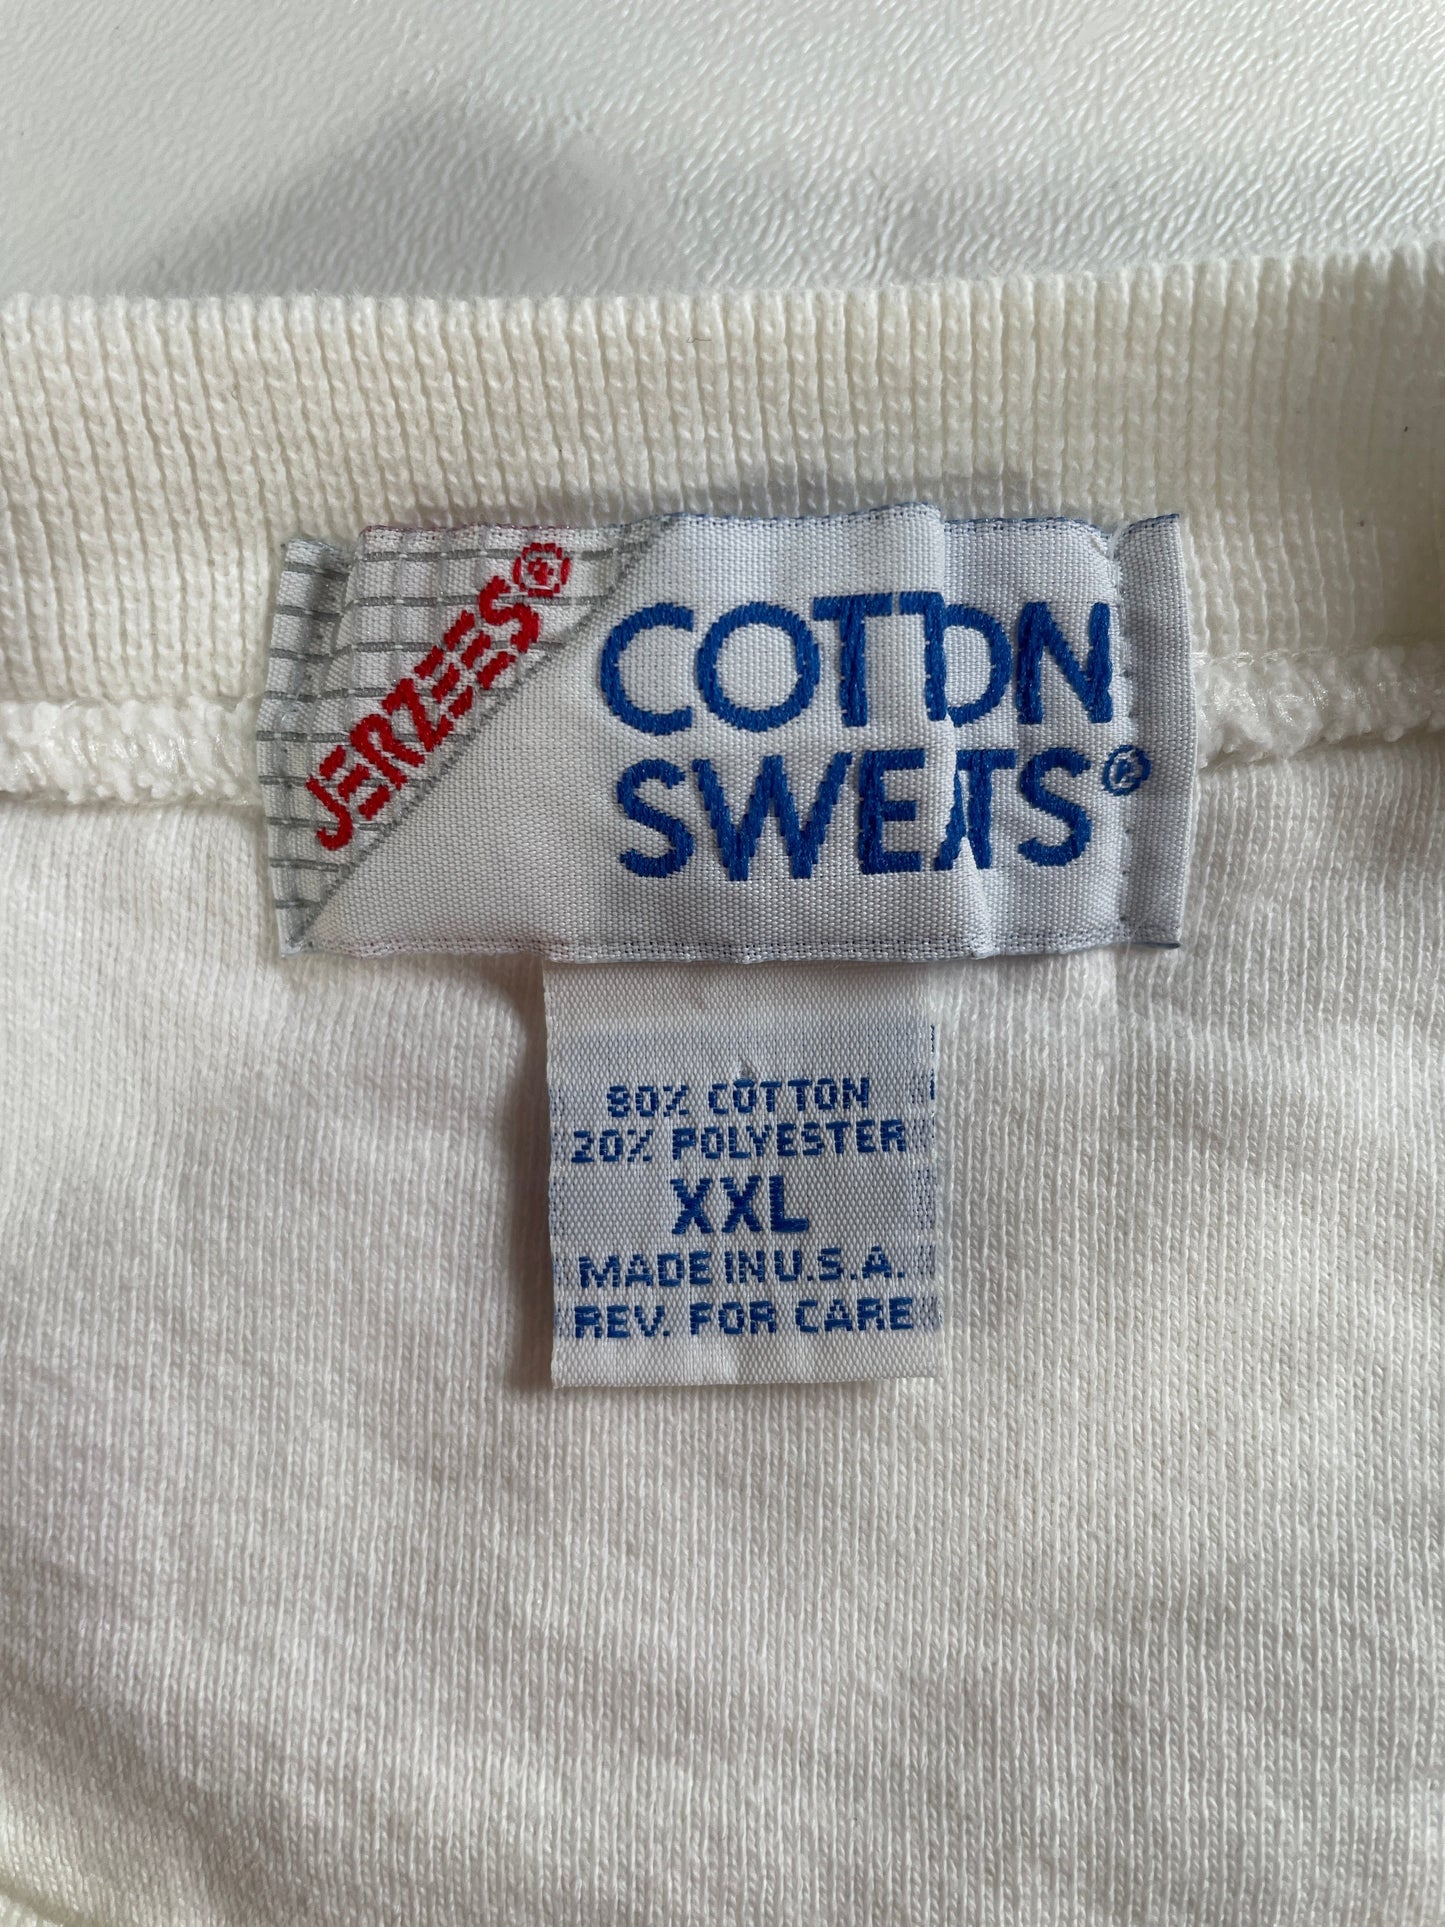 JERZEES®
COTTON
SWEATS®
80% COTTON
20% POLYESTER
XXL
MADE IN U.S.A.
REV. FOR CARE